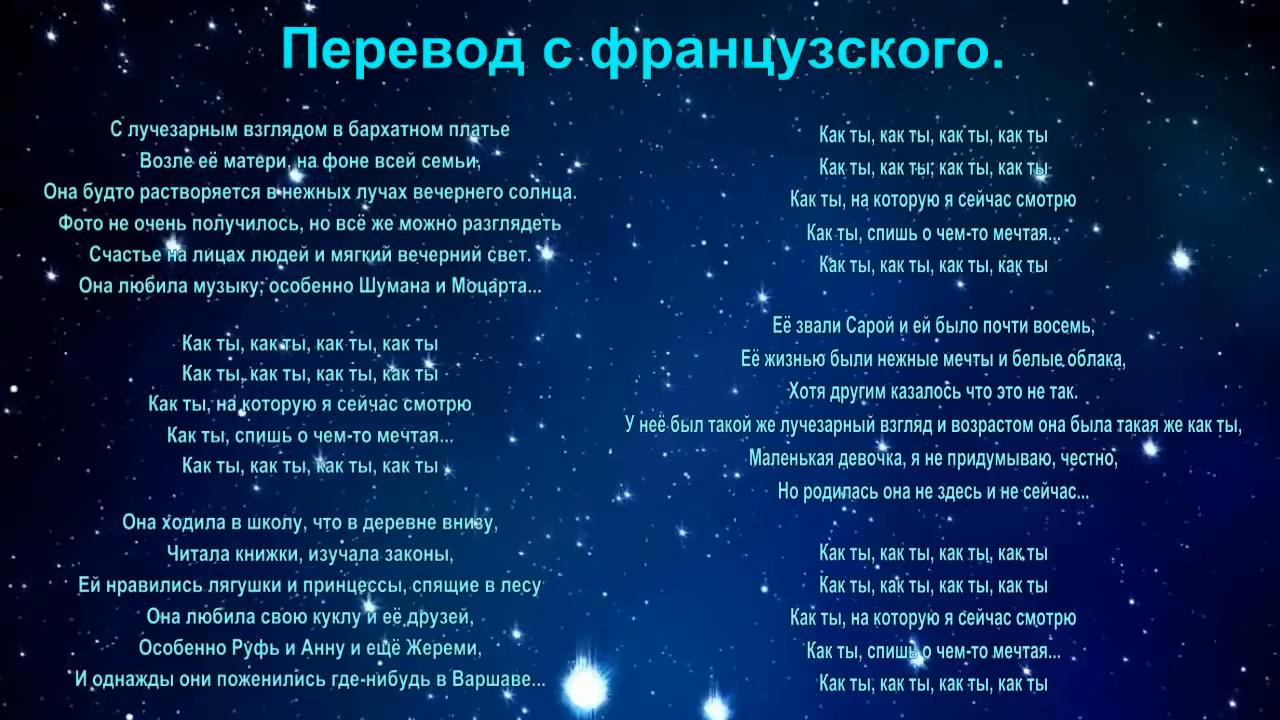 Перевод с французского.
С лучезарным взглядом в бархатном платье
Возле её матери, на фоне всей семьи,
Она будто растворяется в нежных лучах вечернего солнца.
Фото не очень получилось, но всё же можно разглядеть
Счастье на лицах людей и мягкий вечерний свет.
Она любила музыку, особенно Шумана и Моцарта...
Как ты, как ты, как ты, как ты
Как ты, как ты, как ты, как ты
Как ты, на которую я сейчас смотрю
Как ты, спишь о чем-то мечтая...
Как ты, как ты, как ты, как ты
Она ходила в школу, что в деревне внизу,
Читала книжки, изучала законы,
Ей нравились лягушки и принцессы, спящие в лесу
Она любила свою куклу и её друзей,
Особенно Руфь и Анну и ещё Жереми,
И однажды они поженились где-нибудь в Варшаве...
Как ты, как ты, как ты, как ты
Как ты, как ты, как ты, как ты
Как ты, на которую я сейчас смотрю
Как ты, спишь о чем-то мечтая...
Как ты, как ты, как ты, как ты
Её звали Сарой и ей было почти восемь,
Её жизнью были нежные мечты и белые облака,
Хотя другим казалось что это не так.
У неё был такой же лучезарный взгляд и возрастом она была такая же как ты,
Маленькая девочка, я не придумываю, честно,
Но родилась она не здесь и не сейчас...
Как ты, как ты, как ты, как ты
Как ты, как ты, как ты, как ты
Как ты, на которую я сейчас смотрю
Как ты, спишь о чем-то мечтая...
Как ты, как ты, как ты, как ты